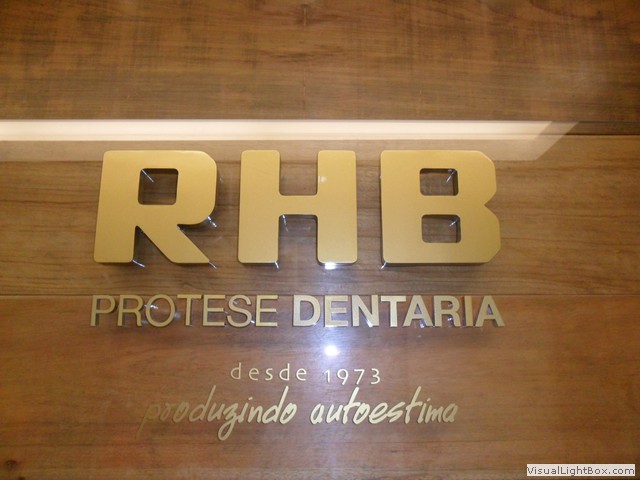 RHB
PROTESE DENTARIA
desde 1973
produzindo autoestima
VisualLightBox.com